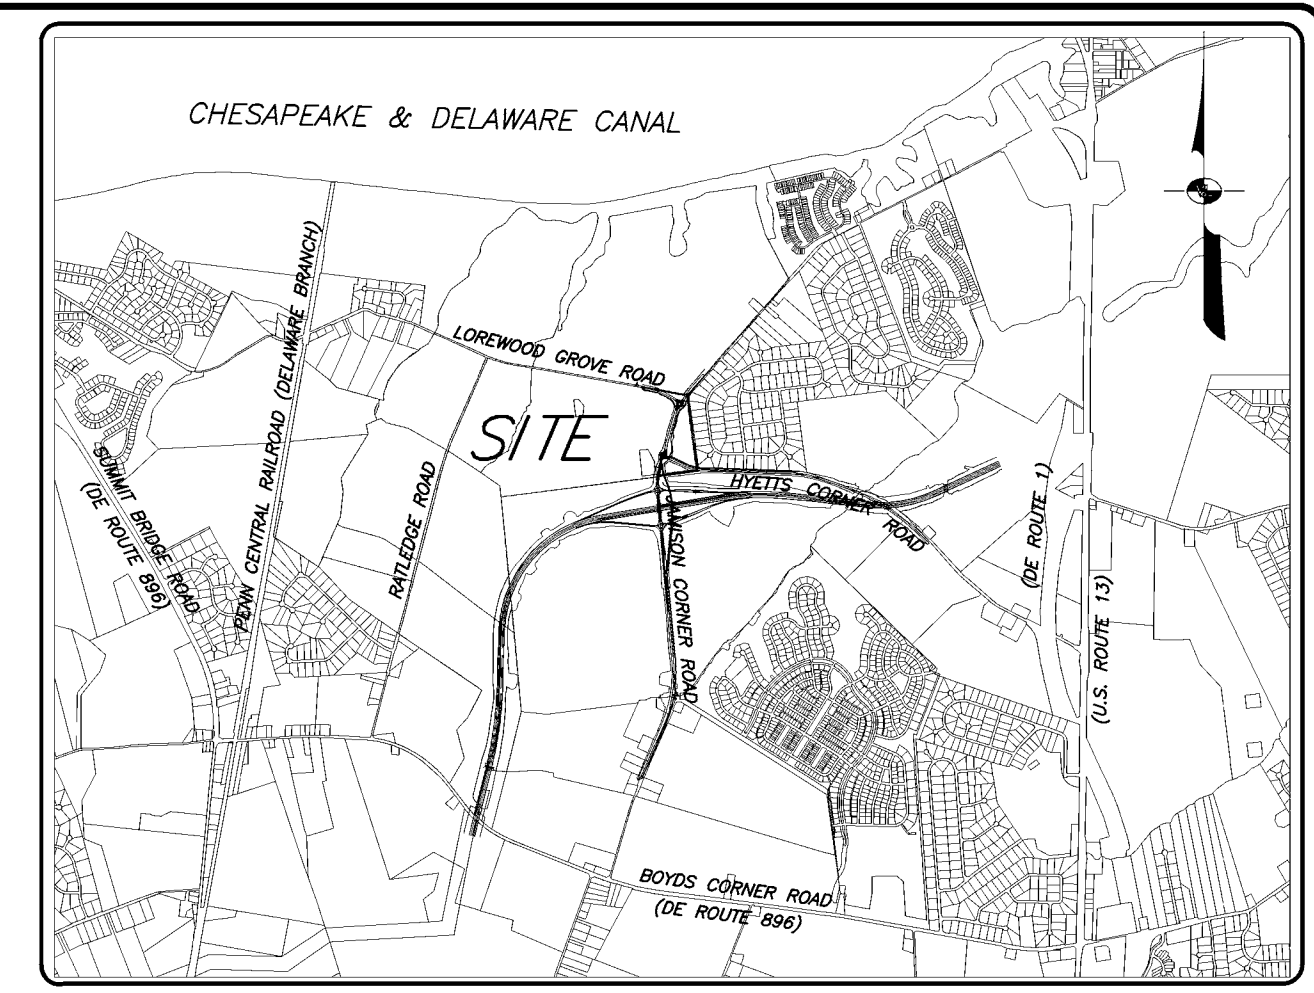 CHESAPEAKE & DELAWARE CANAL
PENN CENTRAL RAILROAD (DELAWARE BRANCH)
LOREWOOD GROVE ROAD
SITE
SUMMIT BRIDGE ROAD
(DE ROUTE 896)
RATLEDGE ROAD
HYETTS CORNER ROAD
JAMISON CORNER ROAD
(DE ROUTE 1)
(U.S. ROUTE 13)
BOYDS CORNER ROAD
(DE ROUTE 896)